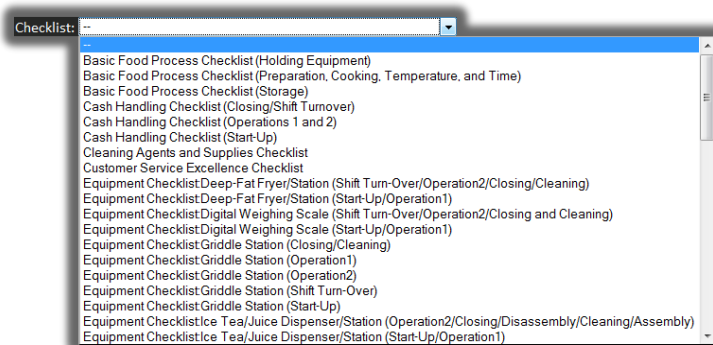 Checklist: --
--
Basic Food Process Checklist (Holding Equipment)
Basic Food Process Checklist (Preparation, Cooking, Temperature, and Time)
Basic Food Process Checklist (Storage)
Cash Handling Checklist (Closing/Shift Turnover)
Cash Handling Checklist (Operations 1 and 2)
Cash Handling Checklist (Start-Up)
Cleaning Agents and Supplies Checklist
Customer Service Excellence Checklist
Equipment Checklist:Deep-Fat Fryer/Station (Shift Turn-Over/Operation2/Closing/Cleaning)
Equipment Checklist:Deep-Fat Fryer/Station (Start-Up/Operation1)
Equipment Checklist:Digital Weighing Scale (Shift Turn-Over/Operation2/Closing and Cleaning)
Equipment Checklist:Digital Weighing Scale (Start-Up/Operation1)
Equipment Checklist:Griddle Station (Closing/Cleaning)
Equipment Checklist:Griddle Station (Operation1)
Equipment Checklist:Griddle Station (Operation2)
Equipment Checklist:Griddle Station (Shift Turn-Over)
Equipment Checklist:Griddle Station (Start-Up)
Equipment Checklist:Ice Tea/Juice Dispenser/Station (Operation2/Closing/Disassembly/Cleaning/Assembly)
Equipment Checklist:Ice Tea/Juice Dispenser/Station (Start-Up/Operation1)